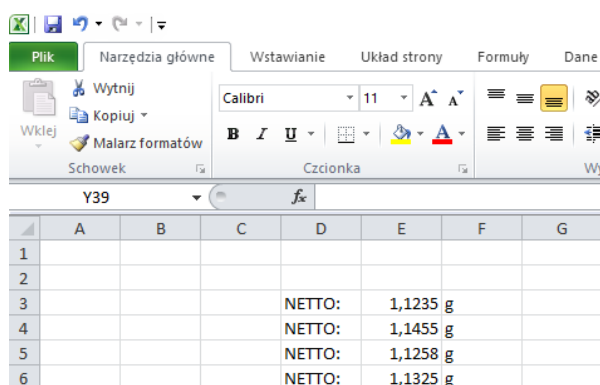 Plik Narzędzia główne Wstawianie Układ strony Formuły Dane
Wytnij
Kopiuj
Wklej
Malarz formatów
Calibri 11 A A
B I U A
Schowek Czcionka Wy
Y39 fx
A B C D E F G
1
2
3 NETTO: 1,1235 g
4 NETTO: 1,1455 g
5 NETTO: 1,1258 g
6 NETTO: 1,1325 g